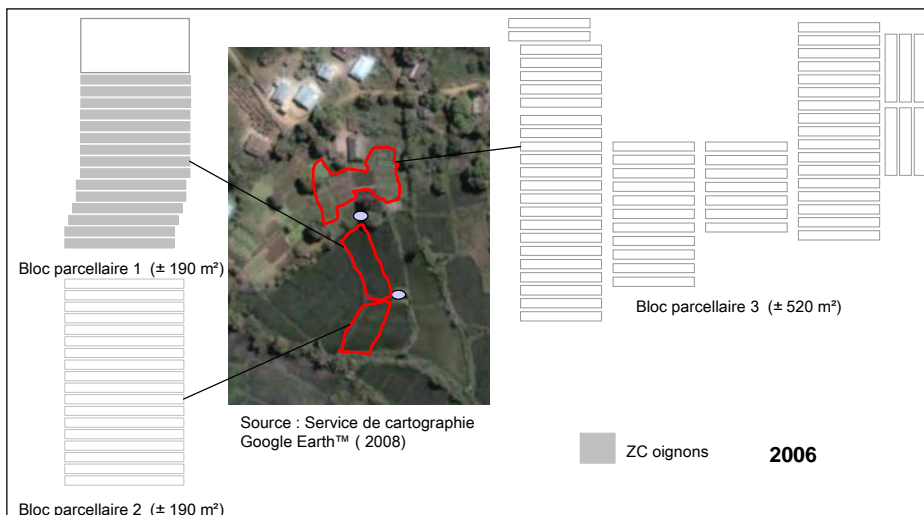 Bloc parcellaire 1 (± 190 m²)
Bloc parcellaire 3 (± 520 m²)
Source : Service de cartographie
Google Earth™ ( 2008)
ZC oignons
2006
Bloc parcellaire 2 (± 190 m²)